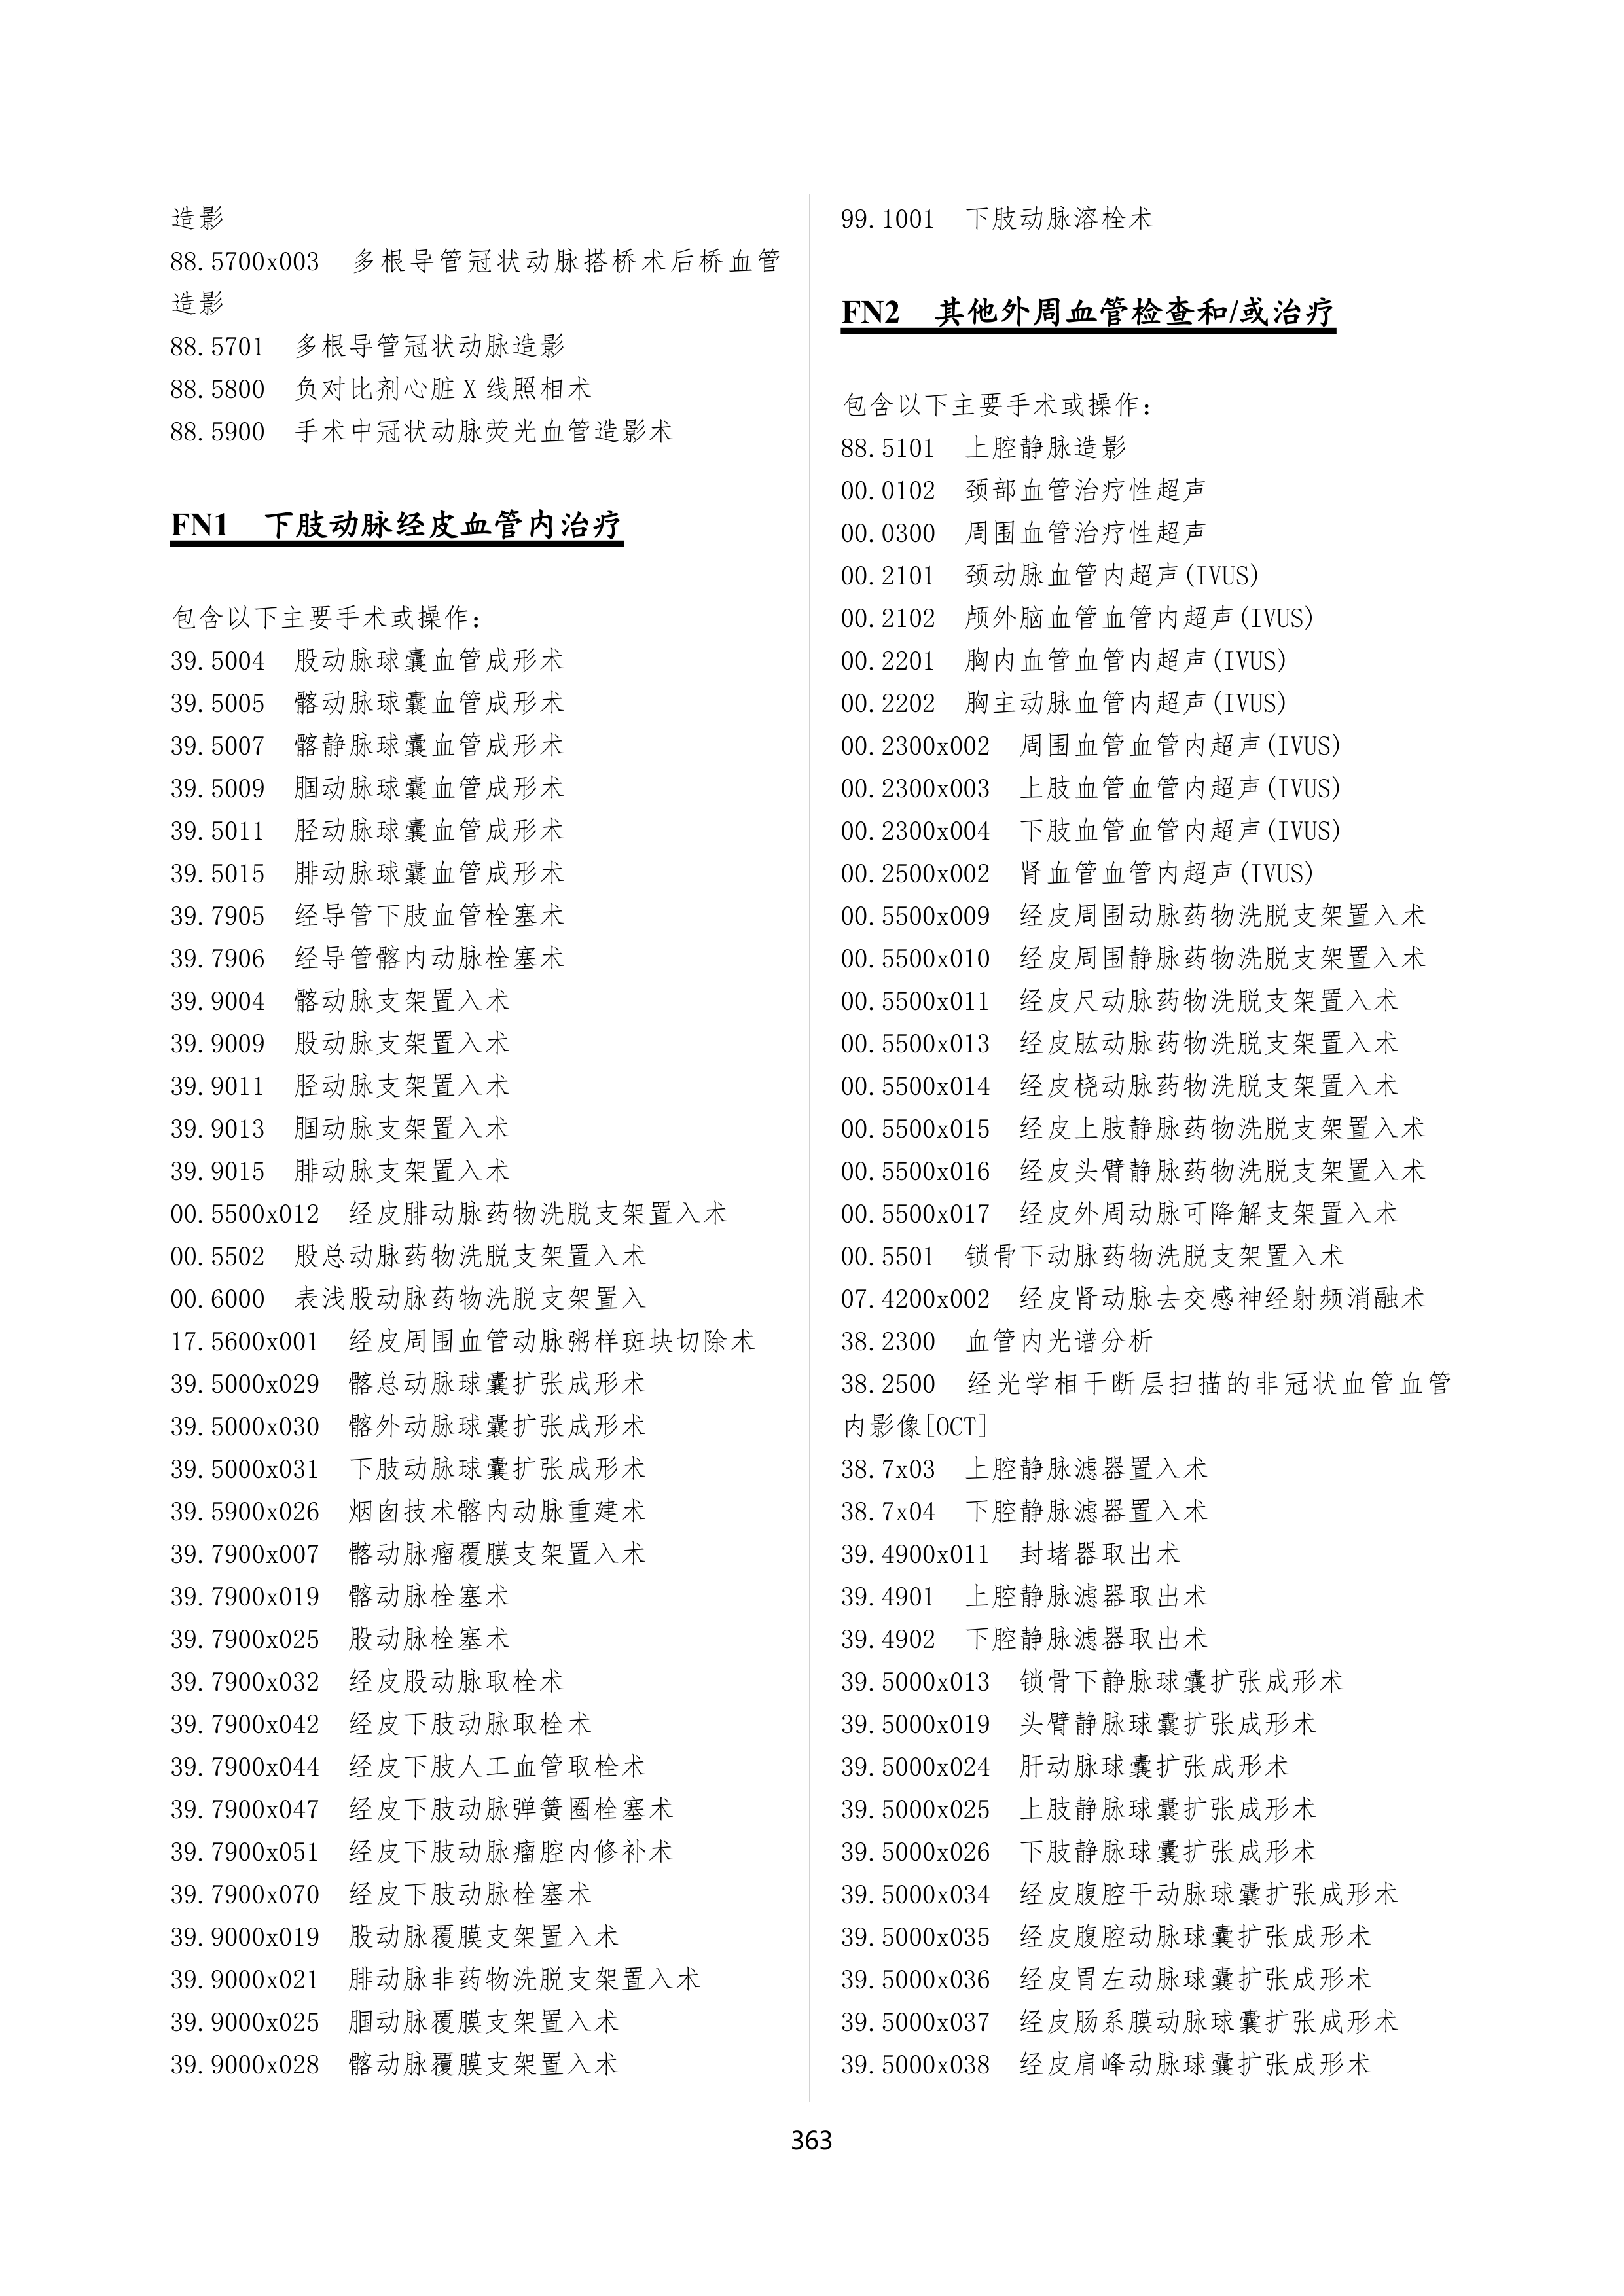 造影
88.5700x003 多根导管冠状动脉搭桥术后桥血管
造影
88.5701 多根导管冠状动脉造影
88.5800 负对比剂心脏 X 线照相术
88.5900 手术中冠状动脉荧光血管造影术
FN1 下肢动脉经皮血管内治疗
包含以下主要手术或操作：
39.5004 股动脉球囊血管成形术
39.5005 髂动脉球囊血管成形术
39.5007 髂静脉球囊血管成形术
39.5009 腘动脉球囊血管成形术
39.5011 胫动脉球囊血管成形术
39.5015 腓动脉球囊血管成形术
39.7905 经导管下肢血管栓塞术
39.7906 经导管髂内动脉栓塞术
39.9004 髂动脉支架置入术
39.9009 股动脉支架置入术
39.9011 胫动脉支架置入术
39.9013 腘动脉支架置入术
39.9015 腓动脉支架置入术
00.5500x012 经皮腓动脉药物洗脱支架置入术
00.5502 股总动脉药物洗脱支架置入术
00.6000 表浅股动脉药物洗脱支架置入
17.5600x001 经皮周围血管动脉粥样斑块切除术
39.5000x029 髂总动脉球囊扩张成形术
39.5000x030 髂外动脉球囊扩张成形术
39.5000x031 下肢动脉球囊扩张成形术
39.5900x026 烟囱技术髂内动脉重建术
39.7900x007 髂动脉瘤覆膜支架置入术
39.7900x019 髂动脉栓塞术
39.7900x025 股动脉栓塞术
39.7900x032 经皮股动脉取栓术
39.7900x042 经皮下肢动脉取栓术
39.7900x044 经皮下肢人工血管取栓术
39.7900x047 经皮下肢动脉弹簧圈栓塞术
39.7900x051 经皮下肢动脉瘤腔内修补术
39.7900x070 经皮下肢动脉栓塞术
39.9000x019 股动脉覆膜支架置入术
39.9000x021 腓动脉非药物洗脱支架置入术
39.9000x025 腘动脉覆膜支架置入术
39.9000x028 髂动脉覆膜支架置入术
99.1001 下肢动脉溶栓术
FN2 其他外周血管检查和/或治疗
包含以下主要手术或操作：
88.5101 上腔静脉造影
00.0102 颈部血管治疗性超声
00.0300 周围血管治疗性超声
00.2101 颈动脉血管内超声(IVUS)
00.2102 颅外脑血管血管内超声(IVUS)
00.2201 胸内血管血管内超声(IVUS)
00.2202 胸主动脉血管内超声(IVUS)
00.2300x002 周围血管血管内超声(IVUS)
00.2300x003 上肢血管血管内超声(IVUS)
00.2300x004 下肢血管血管内超声(IVUS)
00.2500x002 肾血管血管内超声(IVUS)
00.5500x009 经皮周围动脉药物洗脱支架置入术
00.5500x010 经皮周围静脉药物洗脱支架置入术
00.5500x011 经皮尺动脉药物洗脱支架置入术
00.5500x013 经皮肱动脉药物洗脱支架置入术
00.5500x014 经皮桡动脉药物洗脱支架置入术
00.5500x015 经皮上肢静脉药物洗脱支架置入术
00.5500x016 经皮头臂静脉药物洗脱支架置入术
00.5500x017 经皮外周动脉可降解支架置入术
00.5501 锁骨下动脉药物洗脱支架置入术
07.4200x002 经皮肾动脉去交感神经射频消融术
38.2300 血管内光谱分析
38.2500 经光学相干断层扫描的非冠状血管血管
内影像[OCT]
38.7x03 上腔静脉滤器置入术
38.7x04 下腔静脉滤器置入术
39.4900x011 封堵器取出术
39.4901 上腔静脉滤器取出术
39.4902 下腔静脉滤器取出术
39.5000x013 锁骨下静脉球囊扩张成形术
39.5000x019 头臂静脉球囊扩张成形术
39.5000x024 肝动脉球囊扩张成形术
39.5000x025 上肢静脉球囊扩张成形术
39.5000x026 下肢静脉球囊扩张成形术
39.5000x034 经皮腹腔干动脉球囊扩张成形术
39.5000x035 经皮腹腔动脉球囊扩张成形术
39.5000x036 经皮胃左动脉球囊扩张成形术
39.5000x037 经皮肠系膜动脉球囊扩张成形术
39.5000x038 经皮肩峰动脉球囊扩张成形术
363